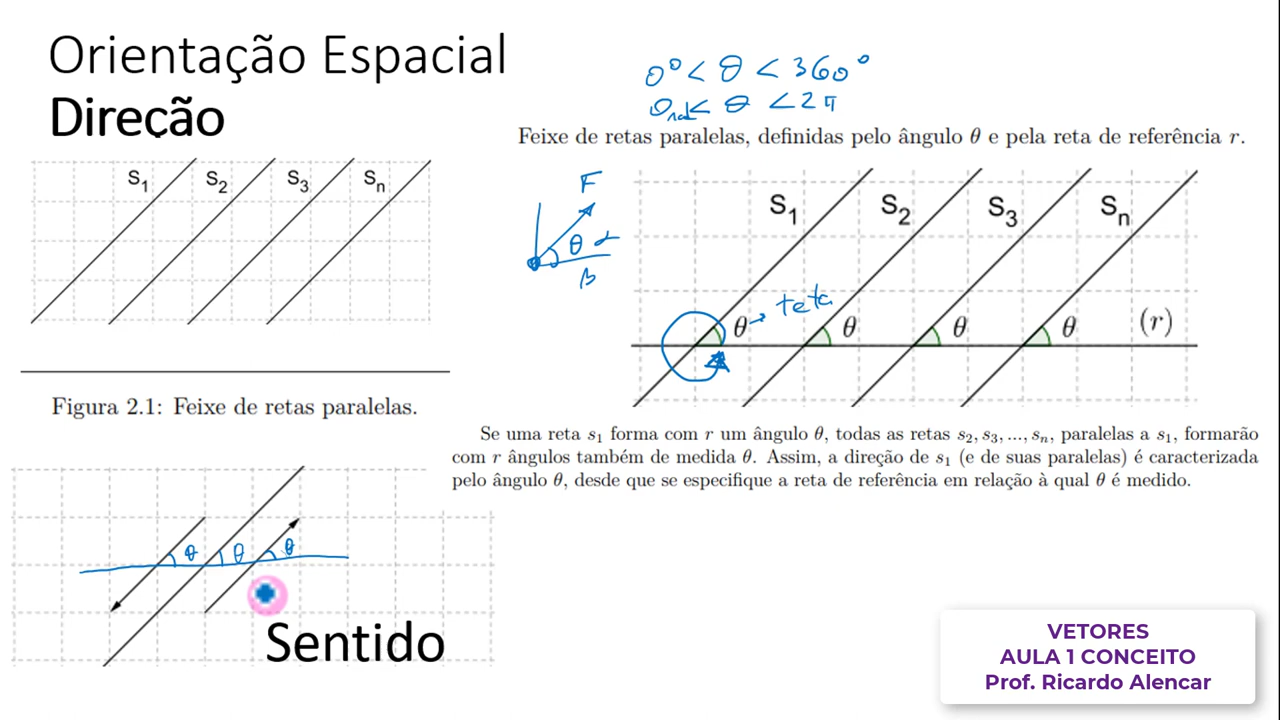 Orientação Espacial
Direção
0° < θ < 360°
0rad < θ < 2π
Feixe de retas paralelas, definidas pelo ângulo θ e pela reta de referência r.
S1 S2 S3 Sn
F
θ α
β
S1 S2 S3 Sn
θ → teta θ θ θ (r)
Figura 2.1: Feixe de retas paralelas.
Se uma reta s1 forma com r um ângulo θ, todas as retas s2, s3, ..., sn, paralelas a s1, formarão
com r ângulos também de medida θ. Assim, a direção de s1 (e de suas paralelas) é caracterizada
pelo ângulo θ, desde que se especifique a reta de referência em relação à qual θ é medido.
θ θ θ
Sentido
VETORES
AULA 1 CONCEITO
Prof. Ricardo Alencar